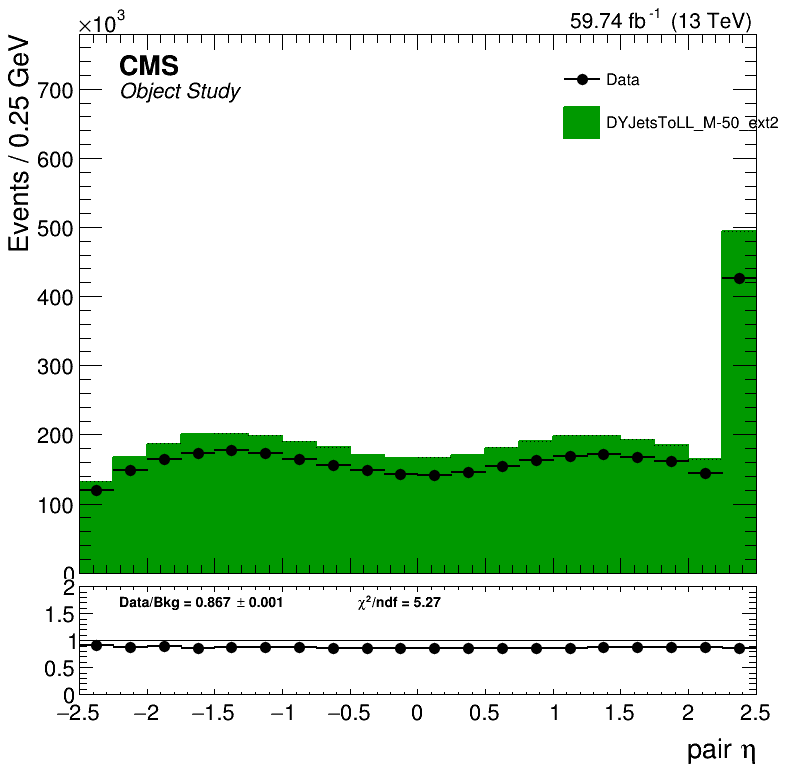 ×10³
59.74 fb⁻¹ (13 TeV)
Events / 0.25 GeV
CMS
Object Study
Data
DYJetsToLL_M-50_ext2
700
600
500
400
300
200
100
0
Data/Bkg = 0.867 ± 0.001
χ²/ndf = 5.27
2
1.5
1
0.5
0
−2.5 −2 −1.5 −1 −0.5 0 0.5 1 1.5 2 2.5
pair η